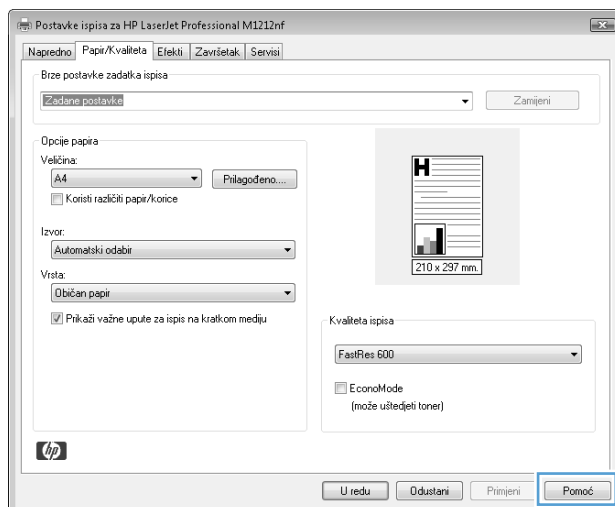 Postavke ispisa za HP LaserJet Professional M1212nf
Napredno Papir/Kvaliteta Efekti Završetak Servisi
Brze postavke zadatka ispisa
Zadane postavke
Zamijeni
Opcije papira
Veličina:
A4
Prilagođeno....
Koristi različiti papir/korice
Izvor:
Automatski odabir
Vrsta:
Običan papir
Prikaži važne upute za ispis na kratkom mediju
H
210 x 297 mm.
Kvaliteta ispisa
FastRes 600
EconoMode
(može uštedjeti toner)
hp
U redu Odustani Primjeni Pomoć